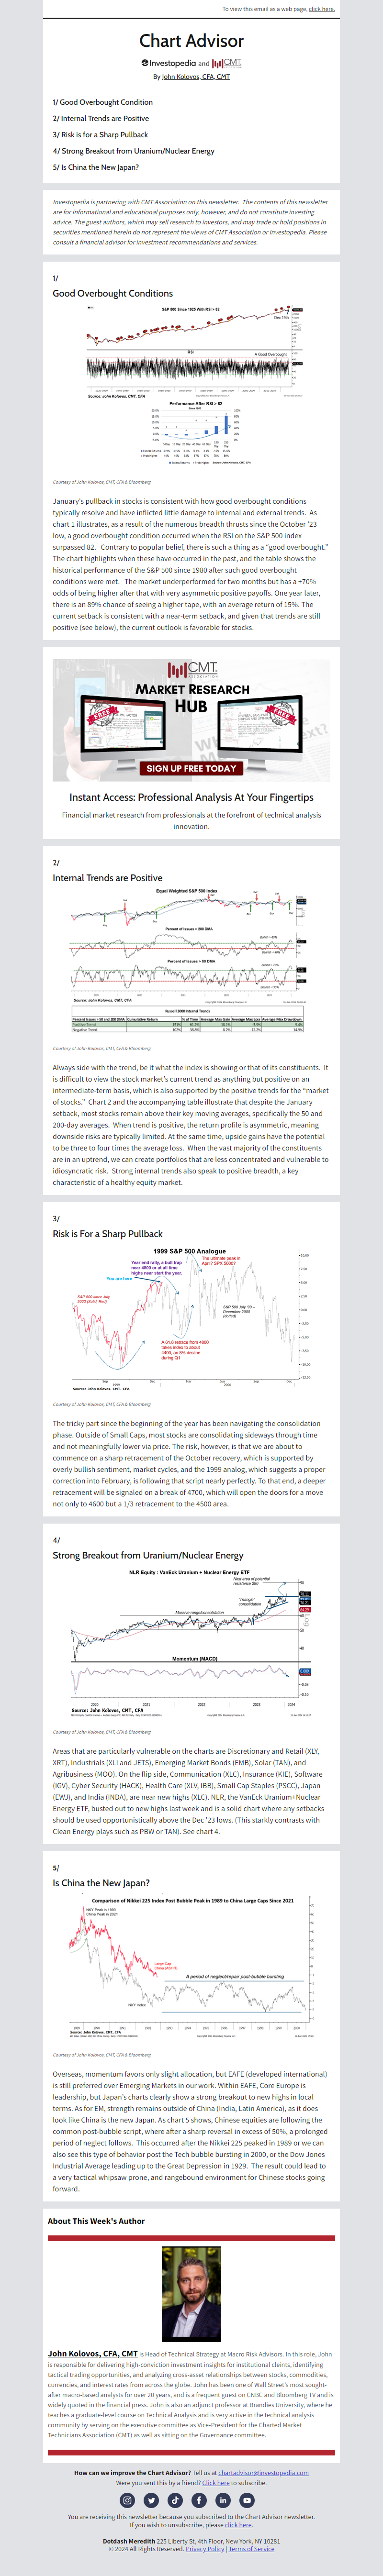 To view this email as a web page, click here.
Chart Advisor
Investopedia and CMT
By John Kolovos, CFA, CMT
1/ Good Overbought Condition
2/ Internal Trends are Positive
3/ Risk is for a Sharp Pullback
4/ Strong Breakout from Uranium/Nuclear Energy
5/ Is China the New Japan?
Investopedia is partnering with CMT Association on this newsletter. The contents of this newsletter
are for informational and educational purposes only, however, and do not constitute investing
advice. The guest authors, which may sell research to investors, and may trade or hold positions in
securities mentioned herein do not represent the views of CMT Association or Investopedia. Please
consult a financial advisor for investment recommendations and services.
1/
Good Overbought Conditions
S&P 500 Since 1928 With RSI > 82
Dec 19th
RSI
A Good Overbought
Source: John Kolovos, CMT, CFA
Performance After RSI > 82
Courtesy of John Kolovos, CMT, CFA & Bloomberg
January's pullback in stocks is consistent with how good overbought conditions
typically resolve and have inflicted little damage to internal and external trends. As
chart 1 illustrates, as a result of the numerous breadth thrusts since the October '23
low, a good overbought condition occurred when the RSI on the S&P 500 index
surpassed 82. Contrary to popular belief, there is such a thing as a "good overbought."
The chart highlights when these have occurred in the past, and the table shows the
historical performance of the S&P 500 since 1980 after such good overbought
conditions were met. The market underperformed for two months but has a +70%
odds of being higher after that with very asymmetric positive payoffs. One year later,
there is an 89% chance of seeing a higher tape, with an average return of 15%. The
current setback is consistent with a near-term setback, and given that trends are still
positive (see below), the current outlook is favorable for stocks.
CMT
ASSOCIATION
MARKET RESEARCH
HUB
FREE
FREE
SIGN UP FREE TODAY
Instant Access: Professional Analysis At Your Fingertips
Financial market research from professionals at the forefront of technical analysis
innovation.
2/
Internal Trends are Positive
Equal Weighted S&P 500 Index
Percent of Issues > 200 DMA
Percent of Issues > 50 DMA
Source: John Kolovos, CMT, CFA
Russell 3000 Internal Trends
Percent Issues > 50 and 200 DMA Cumulative Return % of Time Average Max Gain Average Max Loss Average Max Drawdown
Positive Trend
Negative Trend
Courtesy of John Kolovos, CMT, CFA & Bloomberg
Always side with the trend, be it what the index is showing or that of its constituents. It
is difficult to view the stock market's current trend as anything but positive on an
intermediate-term basis, which is also supported by the positive trends for the "market
of stocks." Chart 2 and the accompanying table illustrate that despite the January
setback, most stocks remain above their key moving averages, specifically the 50 and
200-day averages. When trend is positive, the return profile is asymmetric, meaning
downside risks are typically limited. At the same time, upside gains have the potential
to be three to four times the average loss. When the vast majority of the constituents
are in an uptrend, we can create portfolios that are less concentrated and vulnerable to
idiosyncratic risk. Strong internal trends also speak to positive breadth, a key
characteristic of a healthy equity market.
3/
Risk is For a Sharp Pullback
1999 S&P 500 Analogue
Year end rally, a bull trap
near 4800 or at all time
highs near start the year.
The ultimate peak in
April? SPX 5000?
You are here
S&P 500 since July
2023 (Solid, Red)
S&P 500 July '99 –
December 2000
(dotted)
A 61.8 retrace from 4800
takes index to about
4400, an 8% decline
during Q1
Source: John Kolovos, CMT, CFA
Courtesy of John Kolovos, CMT, CFA & Bloomberg
The tricky part since the beginning of the year has been navigating the consolidation
phase. Outside of Small Caps, most stocks are consolidating sideways through time
and not meaningfully lower via price. The risk, however, is that we are about to
commence on a sharp retracement of the October recovery, which is supported by
overly bullish sentiment, market cycles, and the 1999 analog, which suggests a proper
correction into February, is following that script nearly perfectly. To that end, a deeper
retracement will be signaled on a break of 4700, which will open the doors for a move
not only to 4600 but a 1/3 retracement to the 4500 area.
4/
Strong Breakout from Uranium/Nuclear Energy
NLR Equity : VanEck Uranium + Nuclear Energy ETF
Next area of potential
resistance $90
"Triangle"
consolidation
Massive range/consolidation
Momentum (MACD)
2020 2021 2022 2023 2024
Source: John Kolovos, CMT, CFA
Courtesy of John Kolovos, CMT, CFA & Bloomberg
Areas that are particularly vulnerable on the charts are Discretionary and Retail (XLY,
XRT), Industrials (XLI and JETS), Emerging Market Bonds (EMB), Solar (TAN), and
Agribusiness (MOO). On the flip side, Communication (XLC), Insurance (KIE), Software
(IGV), Cyber Security (HACK), Health Care (XLV, IBB), Small Cap Staples (PSCC), Japan
(EWJ), and India (INDA), are near new highs (XLC). NLR, the VanEck Uranium+Nuclear
Energy ETF, busted out to new highs last week and is a solid chart where any setbacks
should be used opportunistically above the Dec '23 lows. (This starkly contrasts with
Clean Energy plays such as PBW or TAN). See chart 4.
5/
Is China the New Japan?
Comparison of Nikkei 225 Index Post Bubble Peak in 1989 to China Large Caps Since 2021
NKY Peak in 1989
China Peak in 2021
Large Cap
China (ASHR)
A period of neglect/repair post-bubble bursting
NKY Index
Source: John Kolovos, CMT, CFA
Courtesy of John Kolovos, CMT, CFA & Bloomberg
Overseas, momentum favors only slight allocation, but EAFE (developed international)
is still preferred over Emerging Markets in our work. Within EAFE, Core Europe is
leadership, but Japan's charts clearly show a strong breakout to new highs in local
terms. As for EM, strength remains outside of China (India, Latin America), as it does
look like China is the new Japan. As chart 5 shows, Chinese equities are following the
common post-bubble script, where after a sharp reversal in excess of 50%, a prolonged
period of neglect follows. This occurred after the Nikkei 225 peaked in 1989 or we can
also see this type of behavior post the Tech bubble bursting in 2000, or the Dow Jones
Industrial Average leading up to the Great Depression in 1929. The result could lead to
a very tactical whipsaw prone, and rangebound environment for Chinese stocks going
forward.
About This Week's Author
John Kolovos, CFA, CMT is Head of Technical Strategy at Macro Risk Advisors. In this role, John
is responsible for delivering high-conviction investment insights for institutional cleints, identifying
tactical trading opportunities, and analyzing cross-asset relationships between stocks, commodities,
currencies, and interest rates from across the globe. John has been one of Wall Street's most sought-
after macro-based analysts for over 20 years, and is a frequent guest on CNBC and Bloomberg TV and is
widely quoted in the financial press. John is also an adjunct professor at Brandies University, where he
teaches a graduate-level course on Technical Analysis and is very active in the technical analysis
community by serving on the executive committee as Vice-President for the Charted Market
Technicians Association (CMT) as well as sitting on the Governance committee.
How can we improve the Chart Advisor? Tell us at chartadvisor@investopedia.com
Were you sent this by a friend? Click here to subscribe.
You are receiving this newsletter because you subscribed to the Chart Advisor newsletter.
If you wish to unsubscribe, please click here.
Dotdash Meredith 225 Liberty St, 4th Floor, New York, NY 10281
© 2024 All Rights Reserved. Privacy Policy | Terms of Service